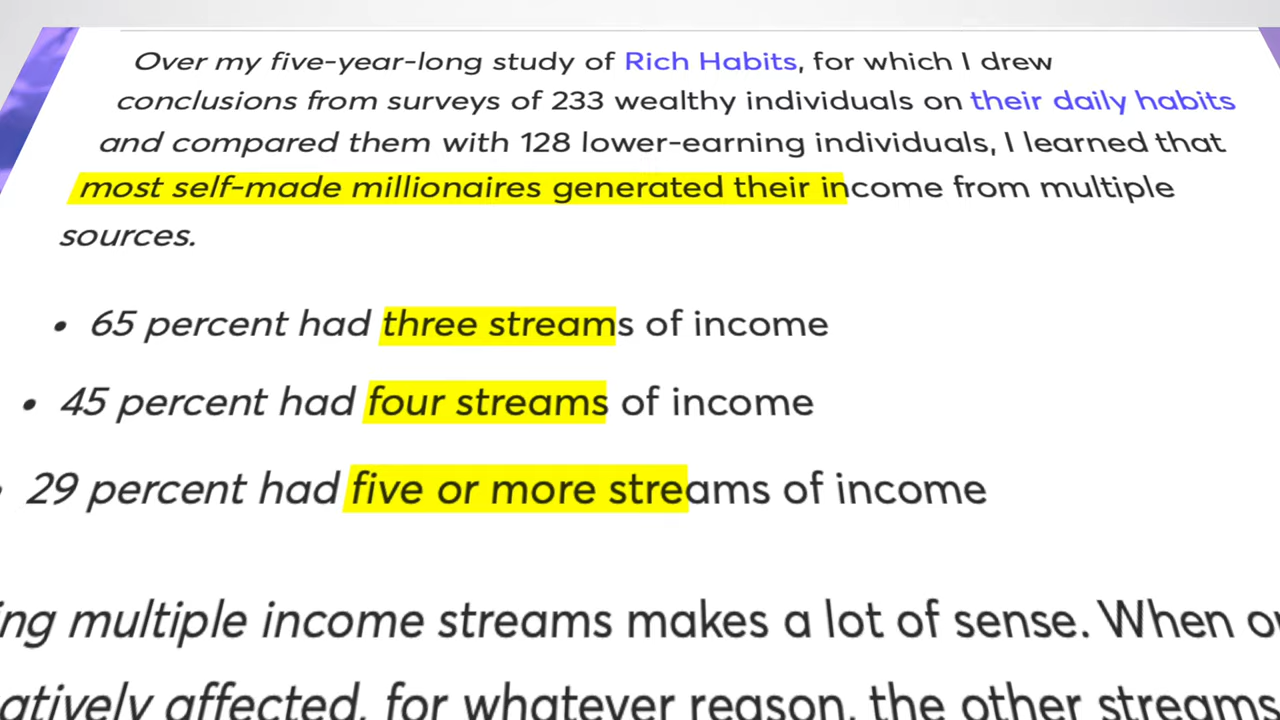 Over my five-year-long study of Rich Habits, for which I drew
conclusions from surveys of 233 wealthy individuals on their daily habits
and compared them with 128 lower-earning individuals, I learned that
most self-made millionaires generated their income from multiple
sources.
• 65 percent had three streams of income
• 45 percent had four streams of income
• 29 percent had five or more streams of income
ing multiple income streams makes a lot of sense. When
atively affected, for whatever reason, the other streams